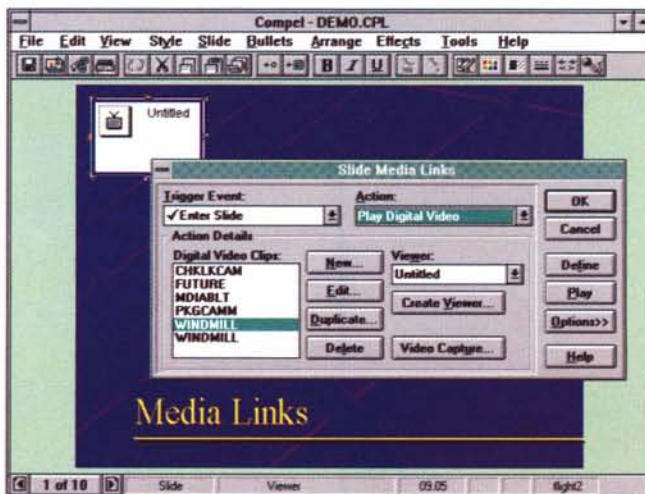 Compel - DEMO.CPL
File Edit View Style Slide Bullets Arrange Effects Tools Help
B I U
Untitled
Slide Media Links
Trigger Event:
Action:
✓Enter Slide
Play Digital Video
OK
Cancel
Action Details
Digital Video Clips:
CHKLKCAM
FUTURE
MDIABLT
PKGCAMM
WINDMILL
WINDMILL
New...
Edit...
Duplicate...
Delete
Viewer:
Untitled
Create Viewer...
Video Capture...
Define
Play
Options>>
Help
Media Links
1 of 10 Slide Viewer 09.05 flight2